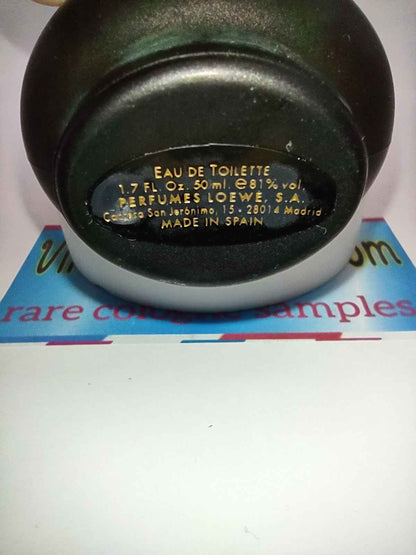 EAU DE TOILETTE
1.7 FL. OZ. 50 ml. ℮ 81% vol.
PERFUMES LOEWE, S.A.
Carrera San Jerónimo, 15 - 28014 Madrid
MADE IN SPAIN
rare cologne samples